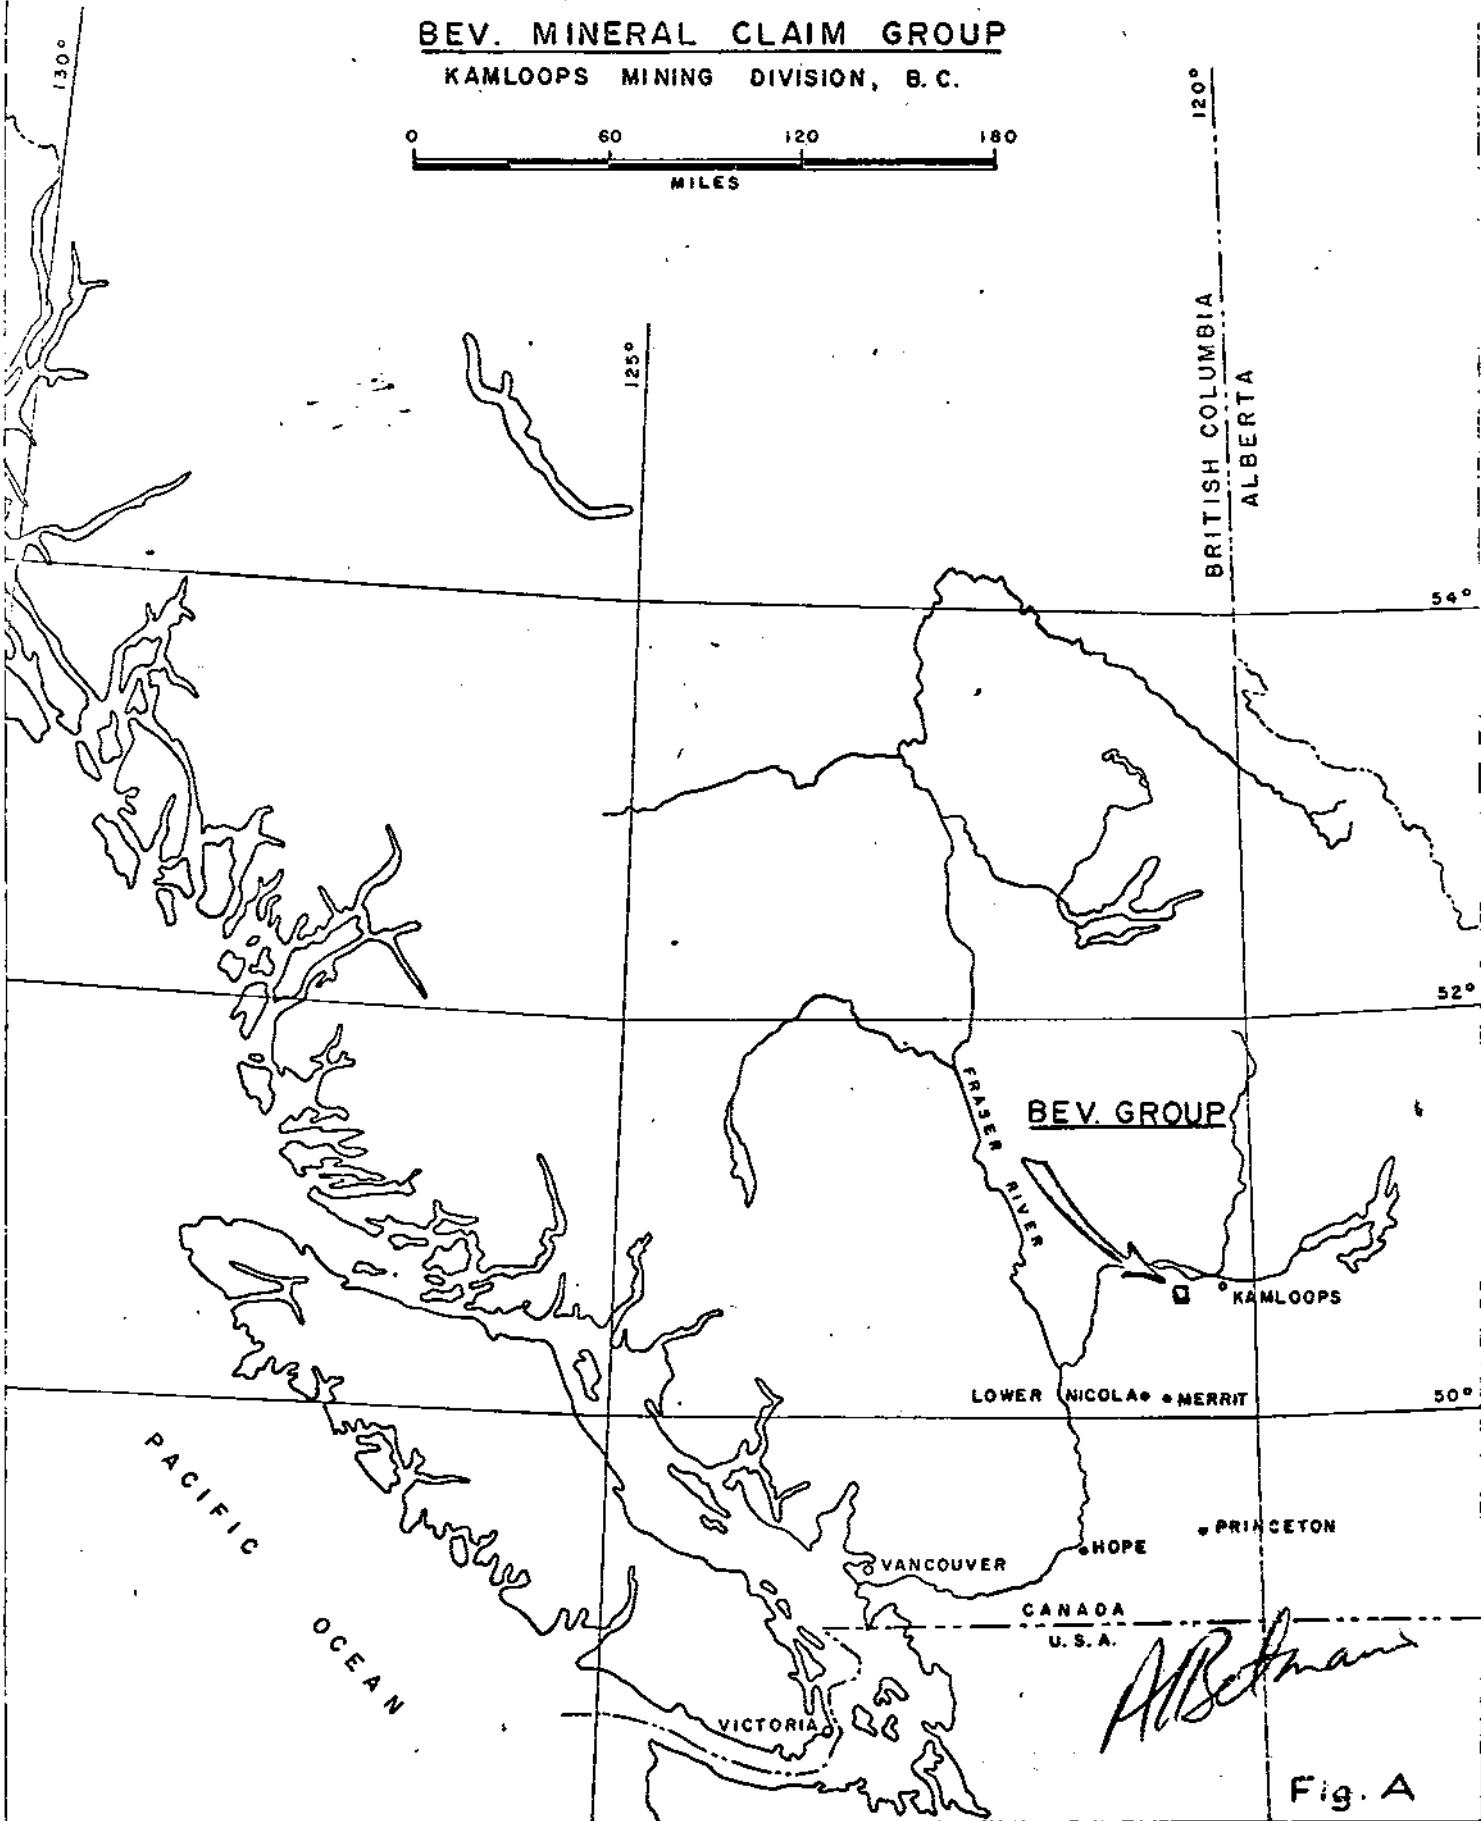 BEV. MINERAL CLAIM GROUP
KAMLOOPS MINING DIVISION, B.C.
0 60 120 180
MILES
130°
120°
125°
BRITISH COLUMBIA
ALBERTA
54°
52°
FRASER RIVER
BEV. GROUP
KAMLOOPS
LOWER NICOLA
MERRIT
50°
PACIFIC OCEAN
PRINCETON
HOPE
VANCOUVER
CANADA
U.S.A.
VICTORIA
Fig. A